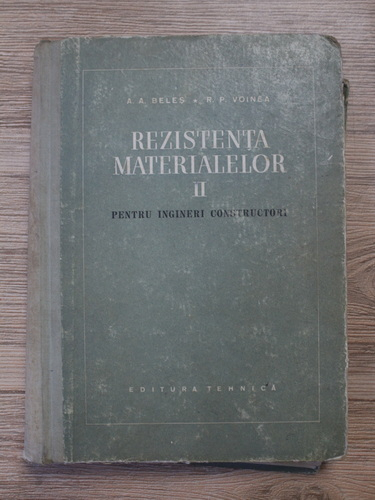 A. A. BELEȘ • R. P. VOINEA
REZISTENȚA
MATERIALELOR
II
PENTRU INGINERI CONSTRUCTORI
EDITURA TEHNICĂ